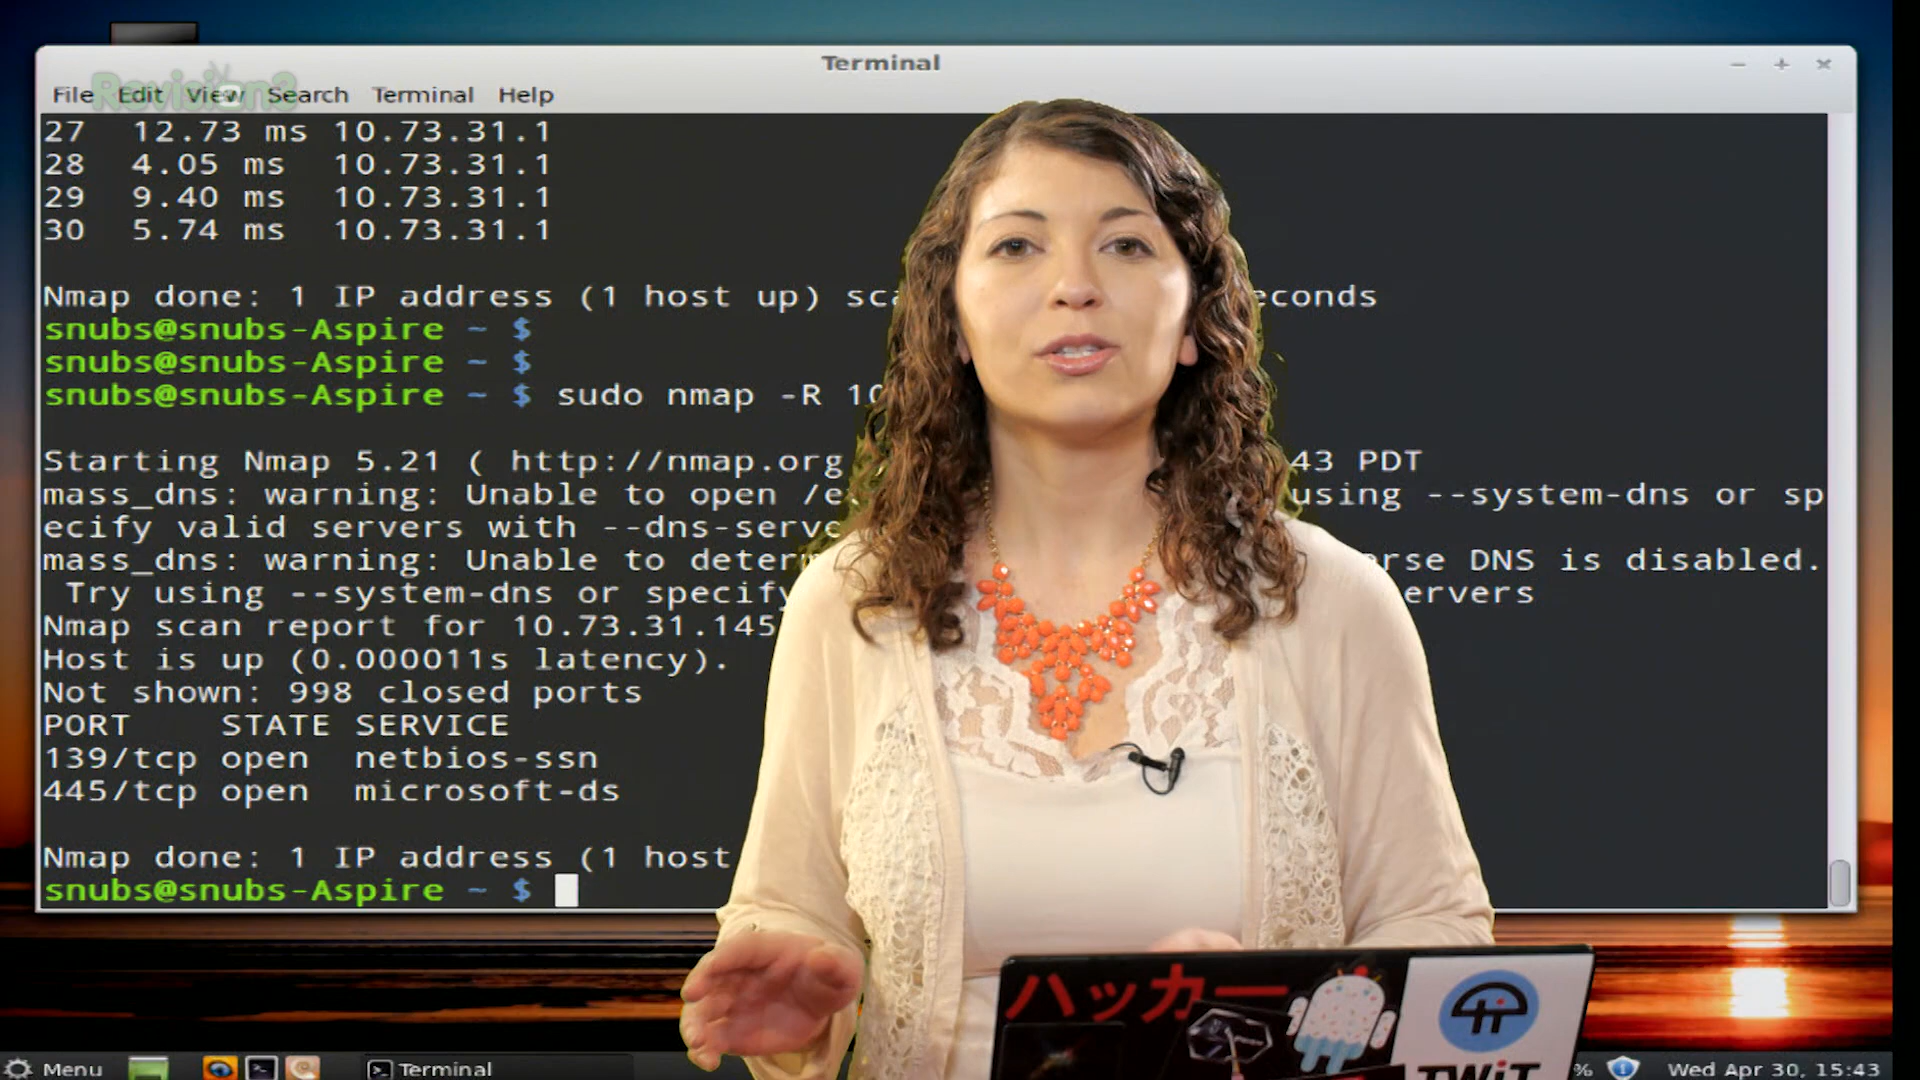 Terminal
Revision3
File Edit View Search Terminal Help
27 12.73 ms 10.73.31.1
28 4.05 ms 10.73.31.1
29 9.40 ms 10.73.31.1
30 5.74 ms 10.73.31.1
Nmap done: 1 IP address (1 host up) sca econds
snubs@snubs-Aspire ~ $
snubs@snubs-Aspire ~ $
snubs@snubs-Aspire ~ $ sudo nmap -R 10
Starting Nmap 5.21 ( http://nmap.org 43 PDT
mass_dns: warning: Unable to open /e using --system-dns or sp
ecify valid servers with --dns-serve
mass_dns: warning: Unable to determ erse DNS is disabled.
Try using --system-dns or specify ervers
Nmap scan report for 10.73.31.145
Host is up (0.000011s latency).
Not shown: 998 closed ports
PORT STATE SERVICE
139/tcp open netbios-ssn
445/tcp open microsoft-ds
Nmap done: 1 IP address (1 host
snubs@snubs-Aspire ~ $
ハッカー
TWiT
Menu Terminal % Wed Apr 30, 15:43